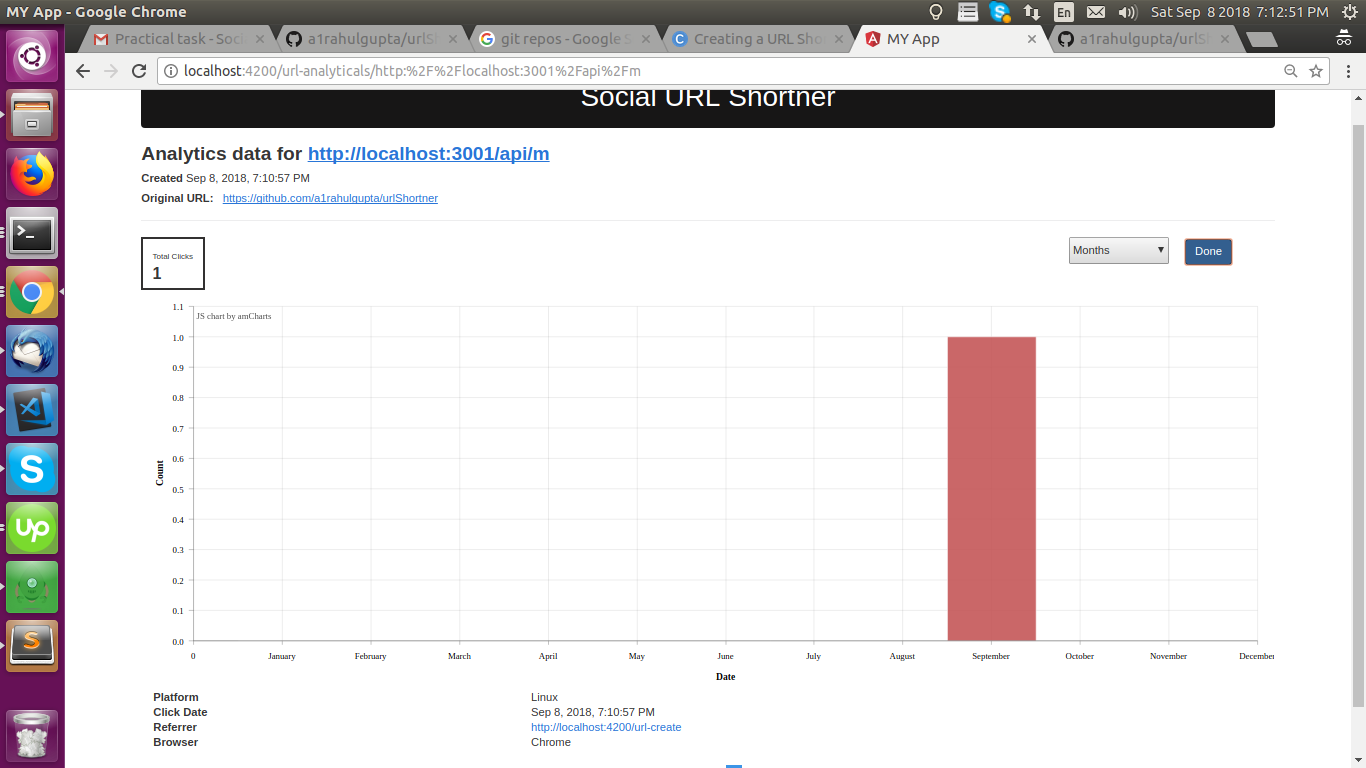 MY App - Google Chrome
En
Sat Sep 8 2018 7:12:51 PM
Practical task - Soci
a1rahulgupta/urlSh
git repos - Google S
Creating a URL Shor
MY App
a1rahulgupta/urlSh
localhost:4200/url-analyticals/http:%2F%2Flocalhost:3001%2Fapi%2Fm
Social URL Shortner
Analytics data for http://localhost:3001/api/m
Created Sep 8, 2018, 7:10:57 PM
Original URL: https://github.com/a1rahulgupta/urlShortner
Total Clicks
1
Months
Done
JS chart by amCharts
1.1
1.0
0.9
0.8
0.7
0.6
0.5
0.4
0.3
0.2
0.1
0.0
Count
0 January February March April May June July August September October November December
Date
Platform Linux
Click Date Sep 8, 2018, 7:10:57 PM
Referrer http://localhost:4200/url-create
Browser Chrome